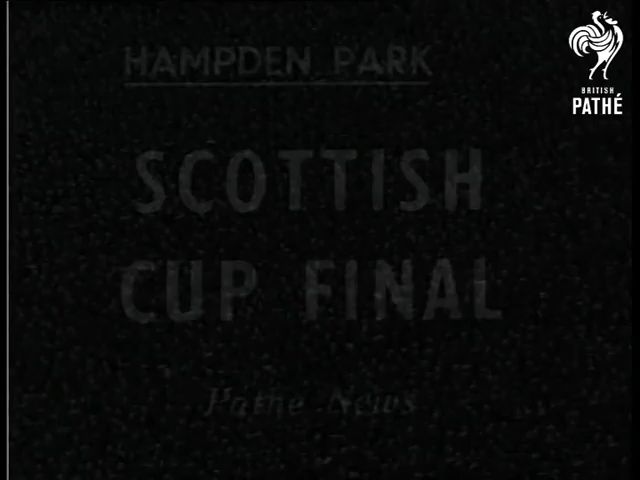 HAMPDEN PARK
SCOTTISH
CUP FINAL
Pathe News
BRITISH
PATHÉ